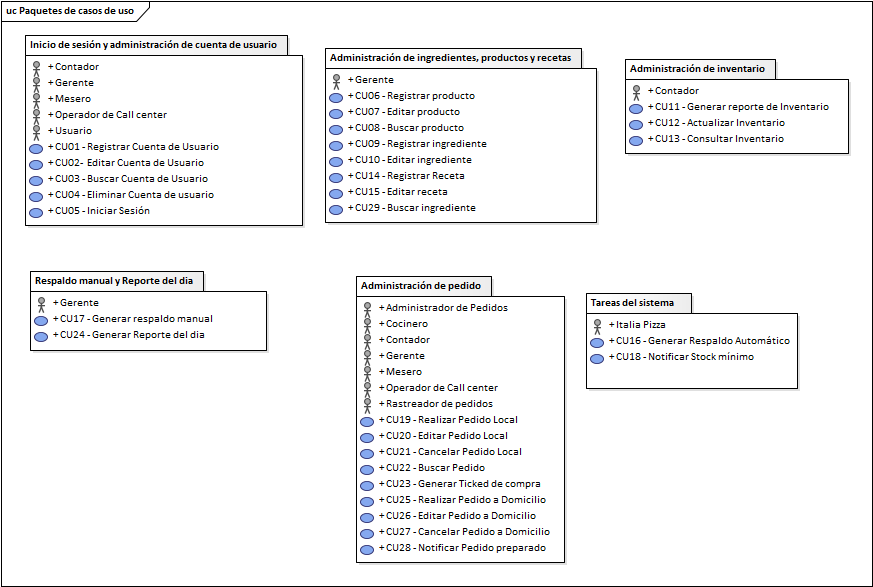 uc Paquetes de casos de uso
Inicio de sesión y administración de cuenta de usuario
+ Contador
+ Gerente
+ Mesero
+ Operador de Call center
+ Usuario
+ CU01 - Registrar Cuenta de Usuario
+ CU02- Editar Cuenta de Usuario
+ CU03 - Buscar Cuenta de Usuario
+ CU04 - Eliminar Cuenta de usuario
+ CU05 - Iniciar Sesión
Administración de ingredientes, productos y recetas
+ Gerente
+ CU06 - Registrar producto
+ CU07 - Editar producto
+ CU08 - Buscar producto
+ CU09 - Registrar ingrediente
+ CU10 - Editar ingrediente
+ CU14 - Registrar Receta
+ CU15 - Editar receta
+ CU29 - Buscar ingrediente
Administración de inventario
+ Contador
+ CU11 - Generar reporte de Inventario
+ CU12 - Actualizar Inventario
+ CU13 - Consultar Inventario
Respaldo manual y Reporte del dia
+ Gerente
+ CU17 - Generar respaldo manual
+ CU24 - Generar Reporte del dia
Administración de pedido
+ Administrador de Pedidos
+ Cocinero
+ Contador
+ Gerente
+ Mesero
+ Operador de Call center
+ Rastreador de pedidos
+ CU19 - Realizar Pedido Local
+ CU20 - Editar Pedido Local
+ CU21 - Cancelar Pedido Local
+ CU22 - Buscar Pedido
+ CU23 - Generar Ticked de compra
+ CU25 - Realizar Pedido a Domicilio
+ CU26 - Editar Pedido a Domicilio
+ CU27 - Cancelar Pedido a Domicilio
+ CU28 - Notificar Pedido preparado
Tareas del sistema
+ Italia Pizza
+ CU16 - Generar Respaldo Automático
+ CU18 - Notificar Stock mínimo